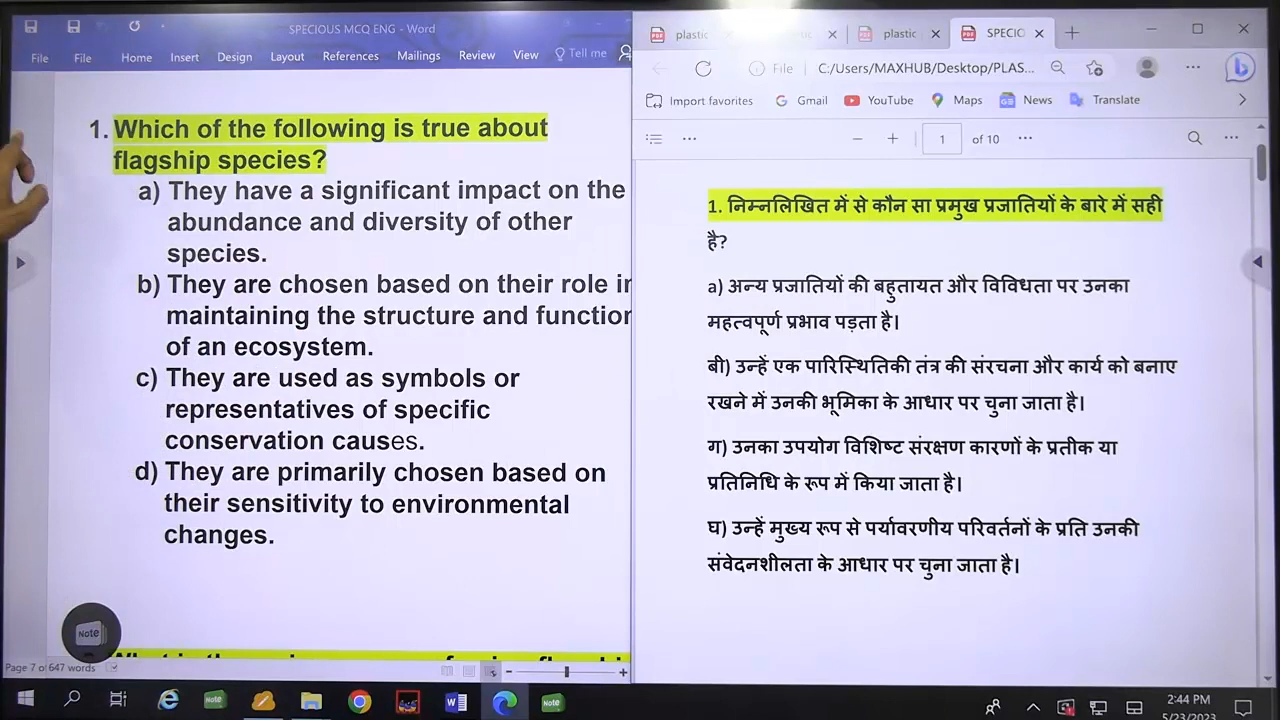 SPECIOUS MCQ ENG - Word
File File Home Insert Design Layout References Mailings Review View Tell me
1. Which of the following is true about
flagship species?
a) They have a significant impact on the
abundance and diversity of other
species.
b) They are chosen based on their role in
maintaining the structure and function
of an ecosystem.
c) They are used as symbols or
representatives of specific
conservation causes.
d) They are primarily chosen based on
their sensitivity to environmental
changes.
Note
Page 7 of 647 words
plastic plastic SPECIO
File C:/Users/MAXHUB/Desktop/PLAS...
Import favorites Gmail YouTube Maps News Translate
1 of 10
1. निम्नलिखित में से कौन सा प्रमुख प्रजातियों के बारे में सही
है?
a) अन्य प्रजातियों की बहुतायत और विविधता पर उनका
महत्वपूर्ण प्रभाव पड़ता है।
बी) उन्हें एक पारिस्थितिकी तंत्र की संरचना और कार्य को बनाए
रखने में उनकी भूमिका के आधार पर चुना जाता है।
ग) उनका उपयोग विशिष्ट संरक्षण कारणों के प्रतीक या
प्रतिनिधि के रूप में किया जाता है।
घ) उन्हें मुख्य रूप से पर्यावरणीय परिवर्तनों के प्रति उनकी
संवेदनशीलता के आधार पर चुना जाता है।
Note Note
2:44 PM
5/23/2023